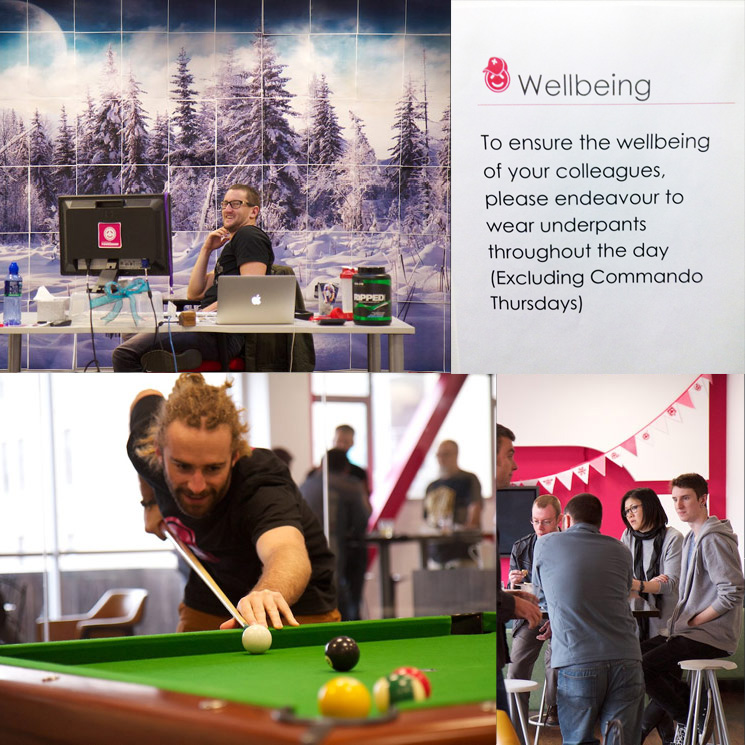 Wellbeing
To ensure the wellbeing
of your colleagues,
please endeavour to
wear underpants
throughout the day
(Excluding Commando
Thursdays)
RIPPED